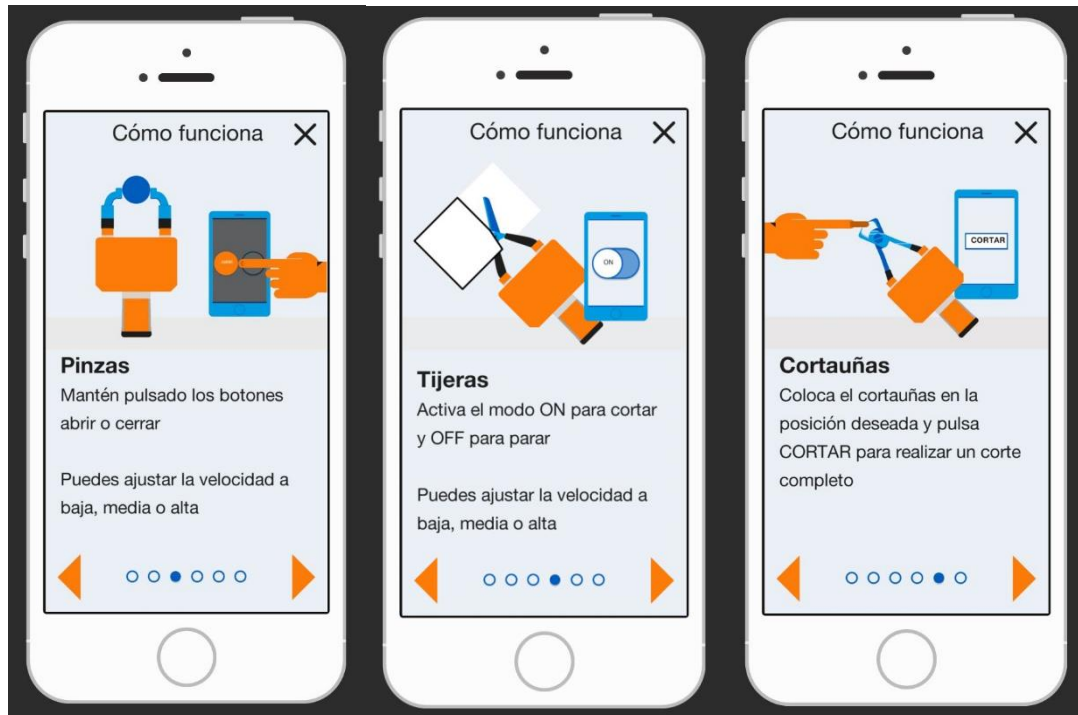 Cómo funciona
Pinzas
Mantén pulsado los botones
abrir o cerrar
Puedes ajustar la velocidad a
baja, media o alta
Cómo funciona
ON
Tijeras
Activa el modo ON para cortar
y OFF para parar
Puedes ajustar la velocidad a
baja, media o alta
Cómo funciona
CORTAR
Cortauñas
Coloca el cortauñas en la
posición deseada y pulsa
CORTAR para realizar un corte
completo